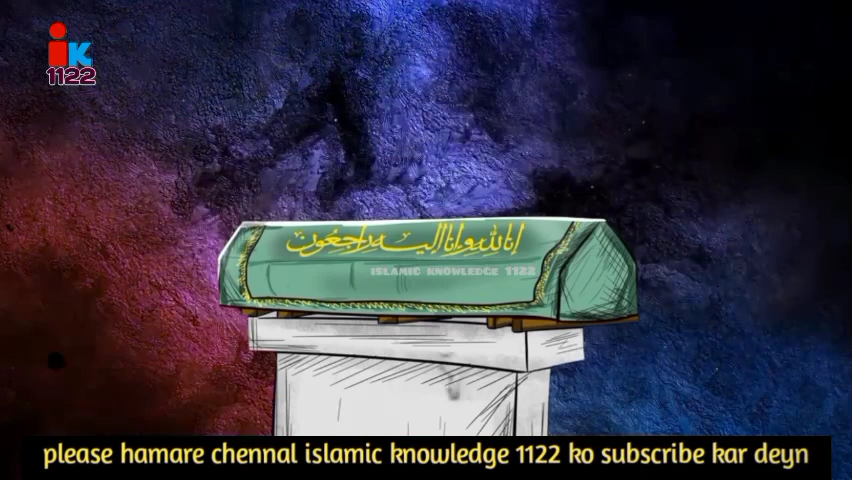 iK
1122
انا لله وانا اليه راجعون
ISLAMIC KNOWLEDGE 1122
please hamare chennal islamic knowledge 1122 ko subscribe kar deyn